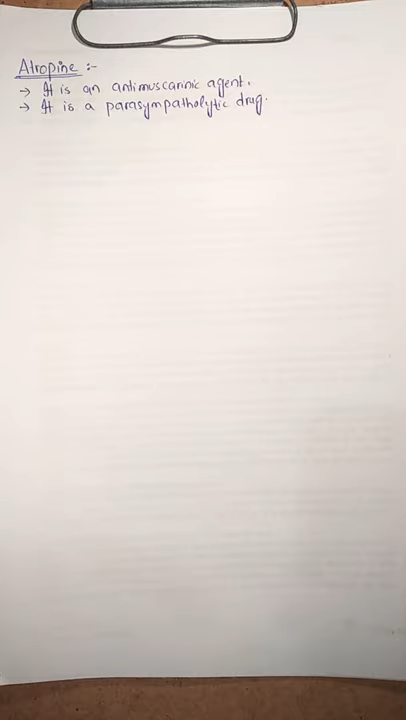 Atropine :-
→ It is an antimuscarinic agent.
→ It is a parasympatholytic drug.